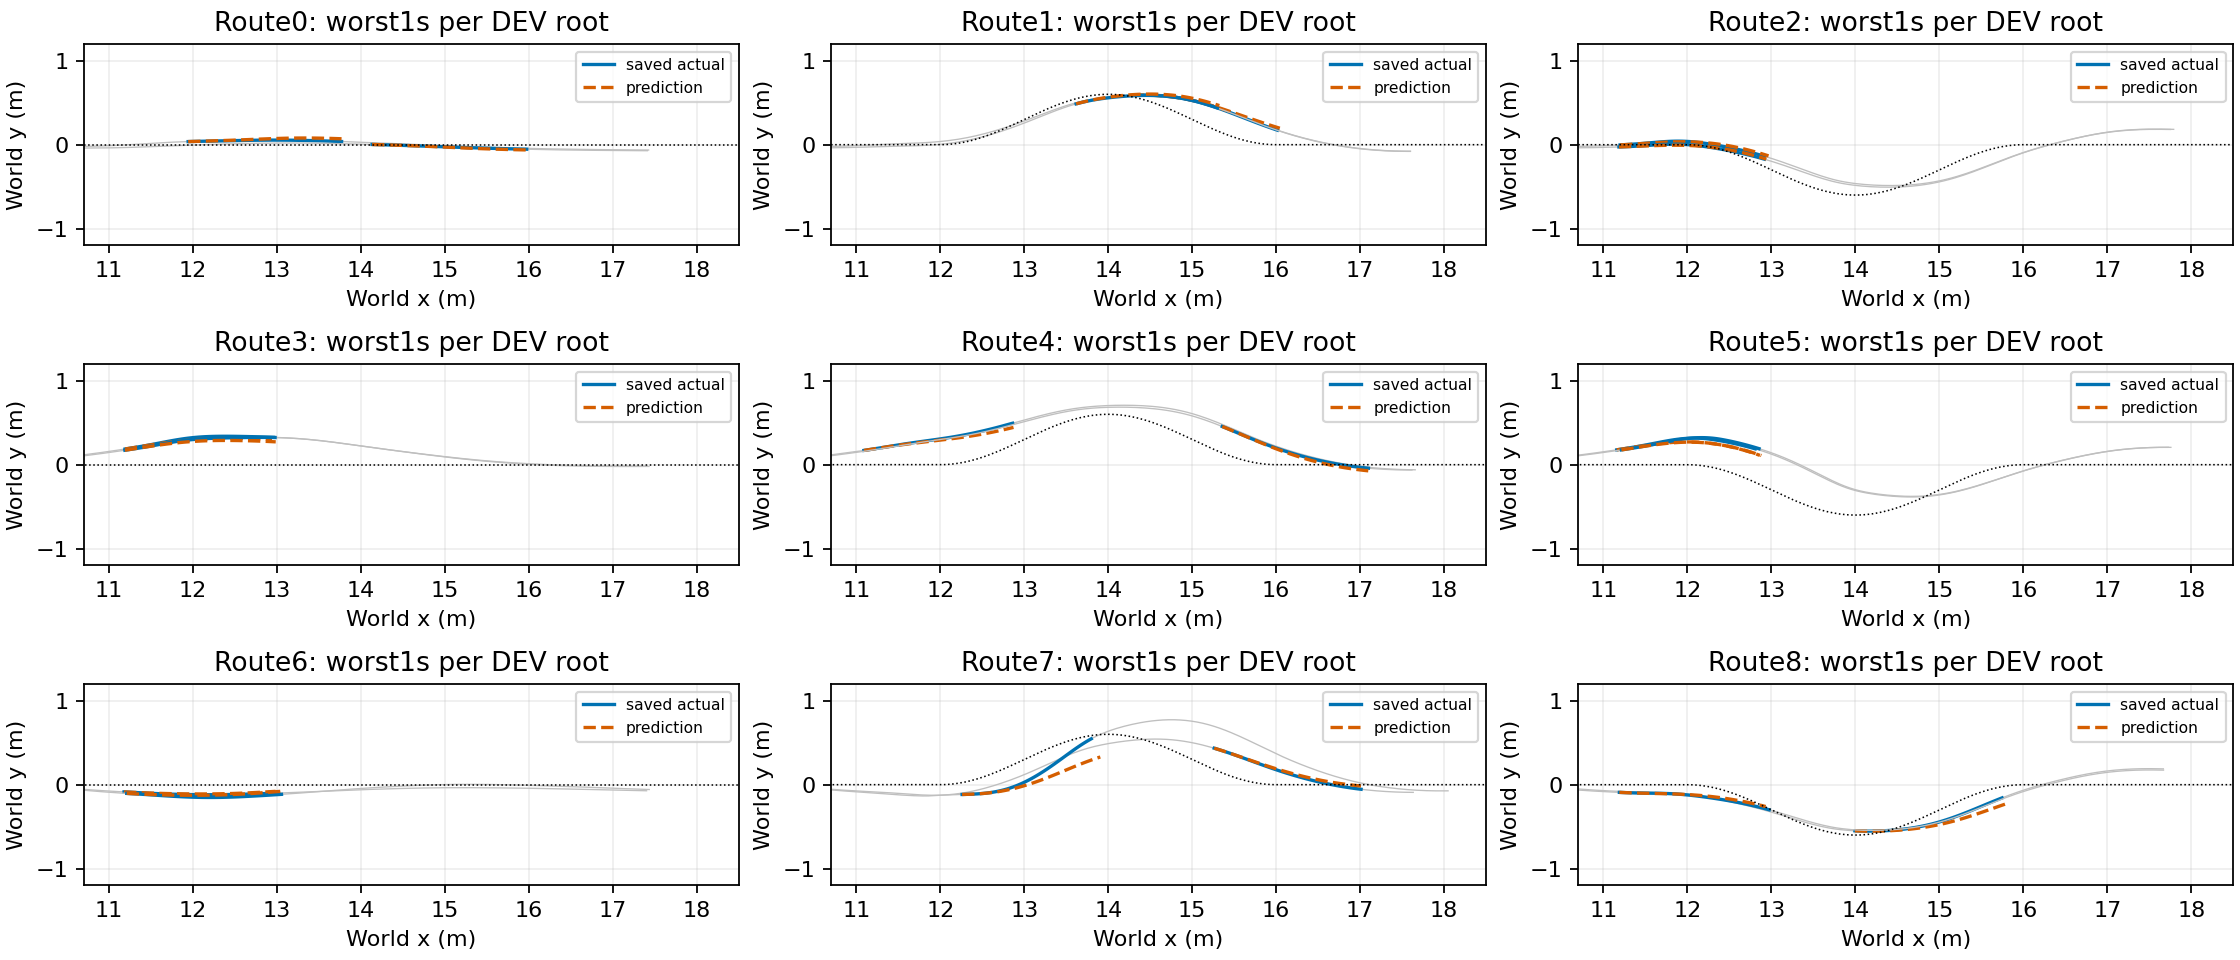 Route0: worst1s per DEV root
World y (m)
1
0
−1
saved actual
prediction
11 12 13 14 15 16 17 18
World x (m)
Route1: worst1s per DEV root
World y (m)
1
0
−1
saved actual
prediction
11 12 13 14 15 16 17 18
World x (m)
Route2: worst1s per DEV root
World y (m)
1
0
−1
saved actual
prediction
11 12 13 14 15 16 17 18
World x (m)
Route3: worst1s per DEV root
World y (m)
1
0
−1
saved actual
prediction
11 12 13 14 15 16 17 18
World x (m)
Route4: worst1s per DEV root
World y (m)
1
0
−1
saved actual
prediction
11 12 13 14 15 16 17 18
World x (m)
Route5: worst1s per DEV root
World y (m)
1
0
−1
saved actual
prediction
11 12 13 14 15 16 17 18
World x (m)
Route6: worst1s per DEV root
World y (m)
1
0
−1
saved actual
prediction
11 12 13 14 15 16 17 18
World x (m)
Route7: worst1s per DEV root
World y (m)
1
0
−1
saved actual
prediction
11 12 13 14 15 16 17 18
World x (m)
Route8: worst1s per DEV root
World y (m)
1
0
−1
saved actual
prediction
11 12 13 14 15 16 17 18
World x (m)